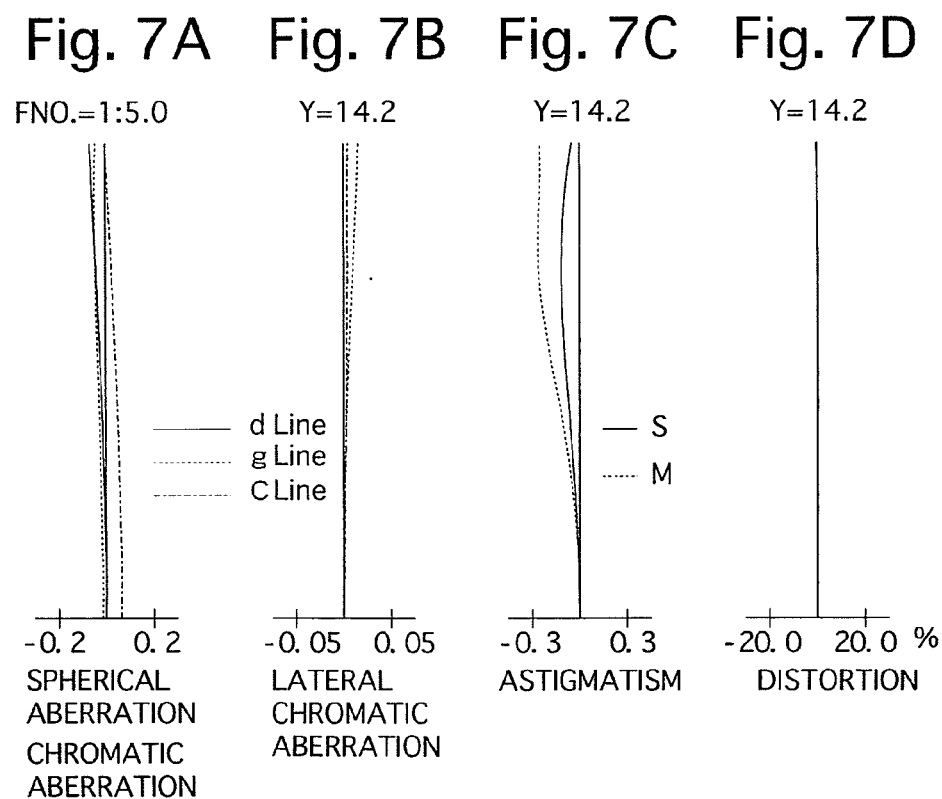 Fig. 7A
Fig. 7B
Fig. 7C
Fig. 7D
FNO.=1:5.0
Y=14.2
Y=14.2
Y=14.2
d Line
g Line
C Line
S
M
-0.2
0.2
-0.05
0.05
-0.3
0.3
-20.0
20.0
%
SPHERICAL
ABERRATION
CHROMATIC
ABERRATION
LATERAL
CHROMATIC
ABERRATION
ASTIGMATISM
DISTORTION